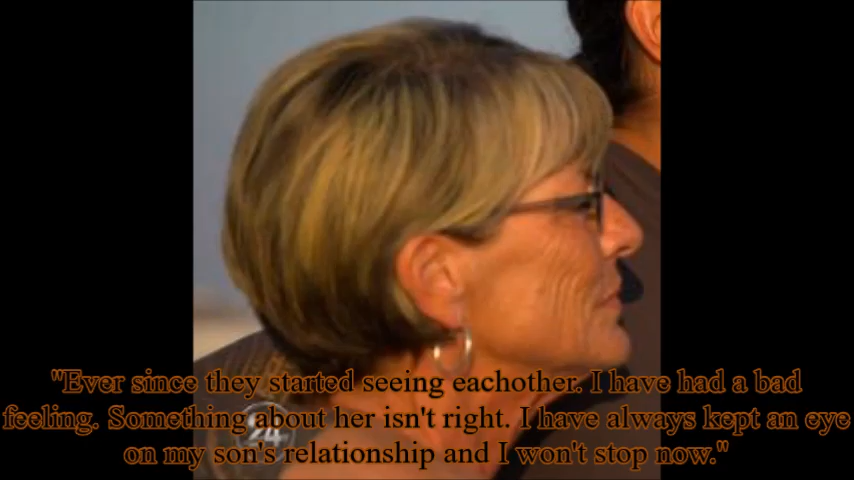 "Ever since they started seeing eachother. I have had a bad
feeling. Something about her isn't right. I have always kept an eye
on my son's relationship and I won't stop now."
24